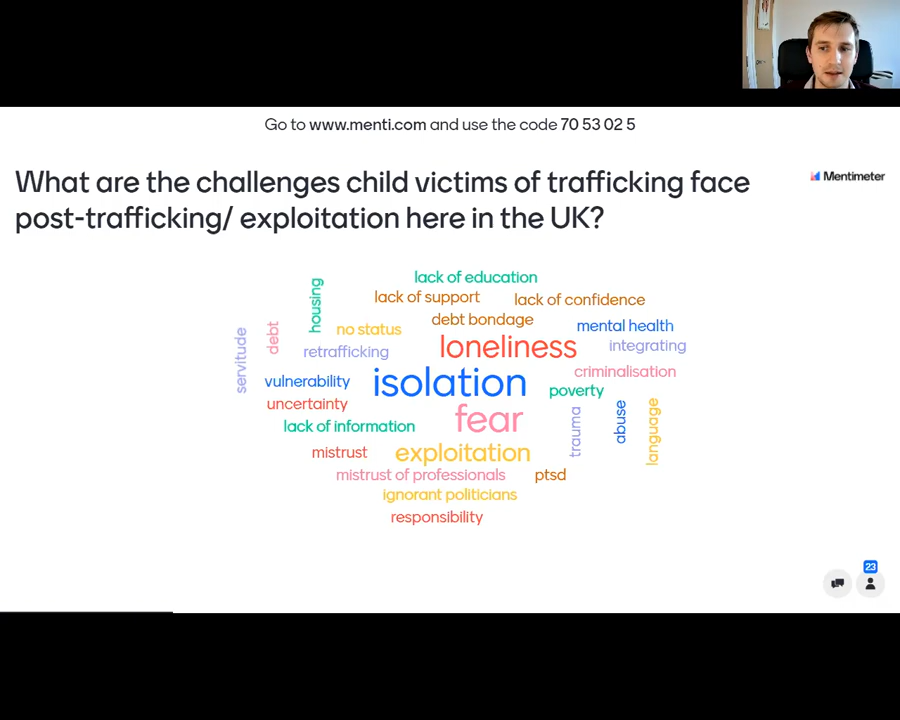 Go to www.menti.com and use the code 70 53 02 5
What are the challenges child victims of trafficking face
post-trafficking/ exploitation here in the UK?
Mentimeter
lack of education
housing
lack of support
lack of confidence
debt bondage
no status
mental health
servitude
debt
retrafficking
loneliness
integrating
vulnerability
isolation
criminalisation
poverty
uncertainty
fear
lack of information
trauma
abuse
language
mistrust
exploitation
mistrust of professionals
ptsd
ignorant politicians
responsibility
23